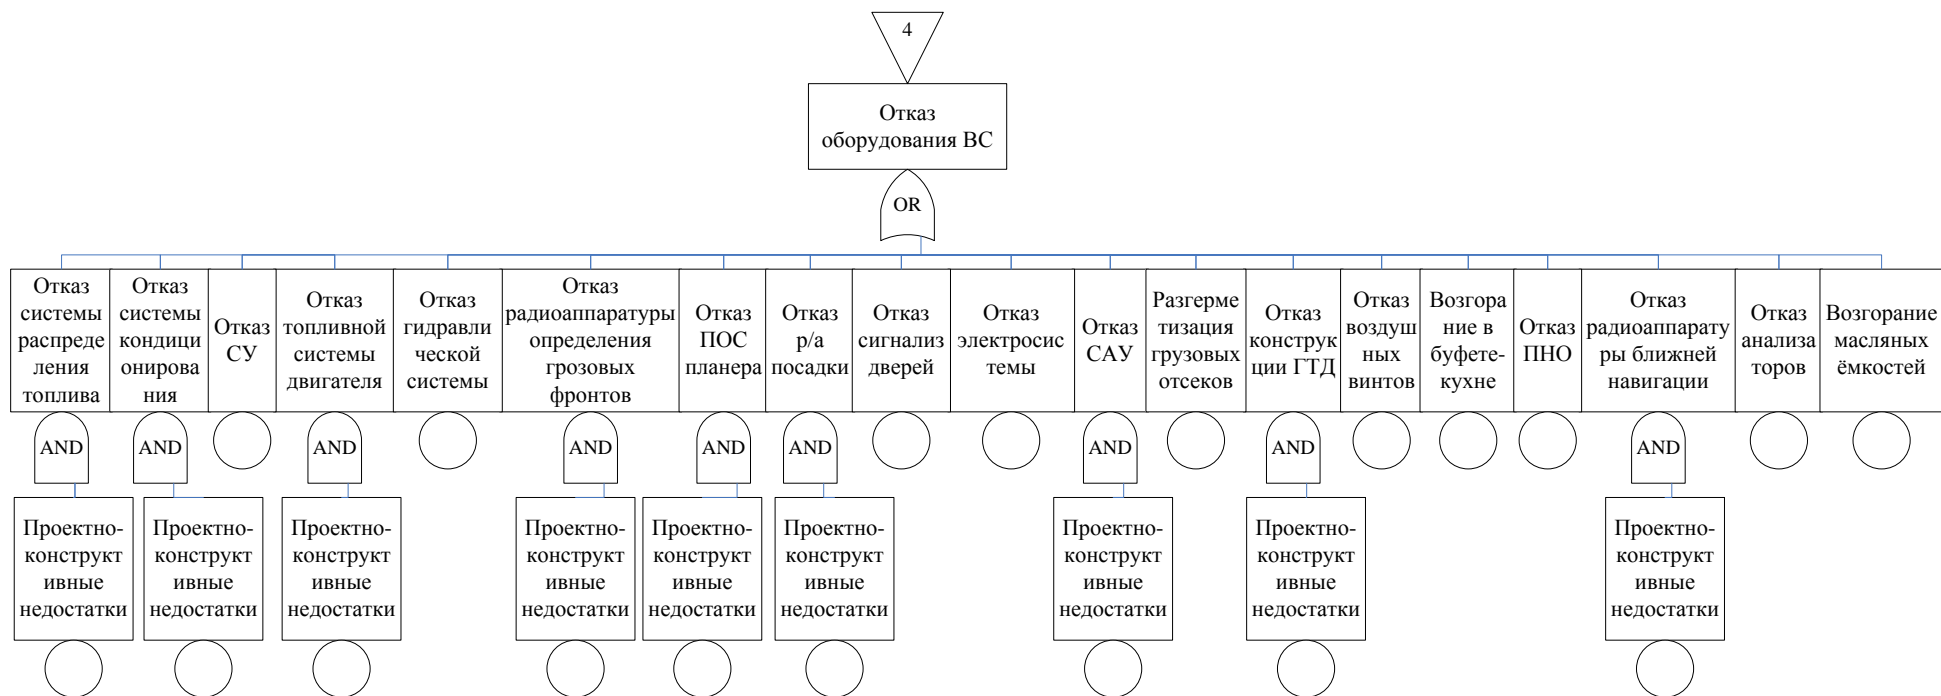 4
Отказ
оборудования ВС
OR
Отказ
системы
распреде
ления
топлива
Отказ
системы
кондици
онирова
ния
Отказ
СУ
Отказ
топливной
системы
двигателя
Отказ
гидравли
ческой
системы
Отказ
радиоаппаратуры
определения
грозовых
фронтов
Отказ
ПОС
планера
Отказ
р/а
посадки
Отказ
сигнализ
дверей
Отказ
электросис
темы
Отказ
САУ
Разгерме
тизация
грузовых
отсеков
Отказ
конструк
ции ГТД
Отказ
воздуш
ных
винтов
Возгора
ние в
буфете-
кухне
Отказ
ПНО
Отказ
радиоаппарату
ры ближней
навигации
Отказ
анализа
торов
Возгорание
масляных
ёмкостей
AND
AND
AND
AND
AND
AND
AND
AND
AND
Проектно-
конструкт
ивные
недостатки
Проектно-
конструкт
ивные
недостатки
Проектно-
конструкт
ивные
недостатки
Проектно-
конструкт
ивные
недостатки
Проектно-
конструкт
ивные
недостатки
Проектно-
конструкт
ивные
недостатки
Проектно-
конструкт
ивные
недостатки
Проектно-
конструкт
ивные
недостатки
Проектно-
конструкт
ивные
недостатки